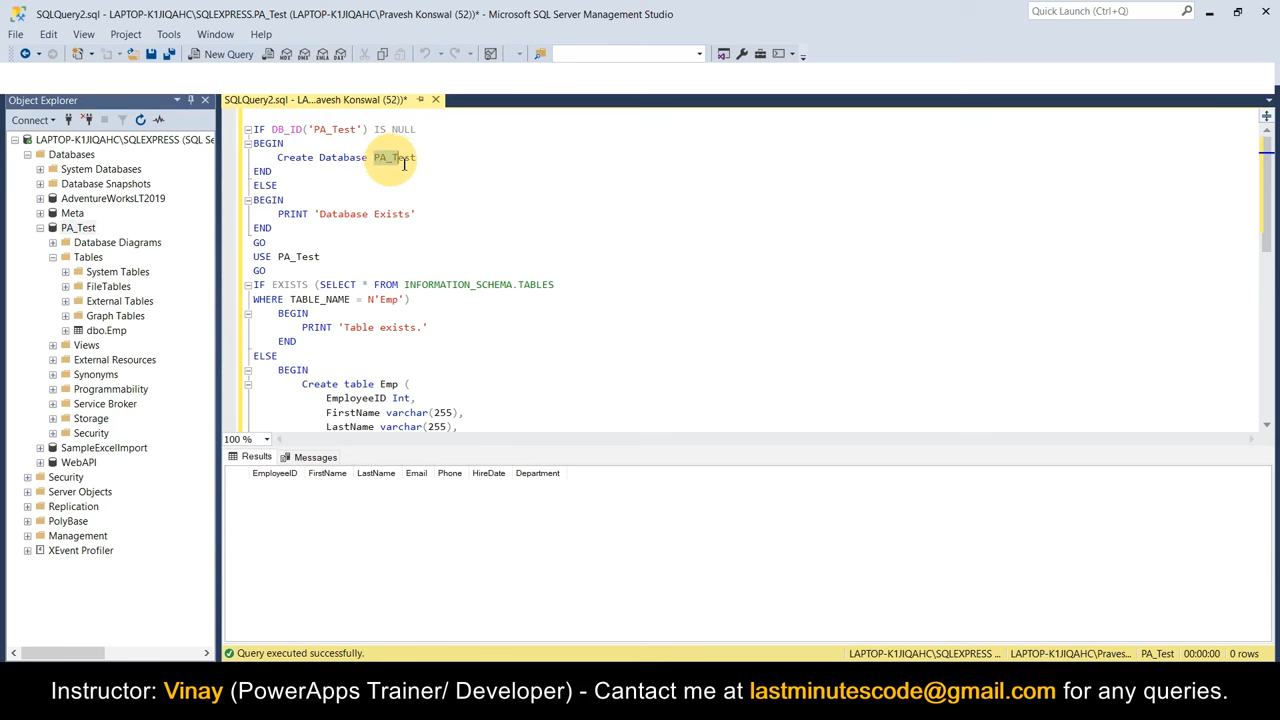 SQLQuery2.sql - LAPTOP-K1JIQAHC\SQLEXPRESS.PA_Test (LAPTOP-K1JIQAHC\Pravesh Konswal (52))* - Microsoft SQL Server Management Studio
Quick Launch (Ctrl+Q)
File Edit View Project Tools Window Help
New Query
MDX DMX XMLA DAX
Object Explorer
SQLQuery2.sql - LA...avesh Konswal (52))*
Connect
LAPTOP-K1JIQAHC\SQLEXPRESS (SQL Se
Databases
System Databases
Database Snapshots
AdventureWorksLT2019
Meta
PA_Test
Database Diagrams
Tables
System Tables
FileTables
External Tables
Graph Tables
dbo.Emp
Views
External Resources
Synonyms
Programmability
Service Broker
Storage
Security
SampleExcelImport
WebAPI
Security
Server Objects
Replication
PolyBase
Management
XEvent Profiler
IF DB_ID('PA_Test') IS NULL
BEGIN
Create Database PA_Test
END
ELSE
BEGIN
PRINT 'Database Exists'
END
GO
USE PA_Test
GO
IF EXISTS (SELECT * FROM INFORMATION_SCHEMA.TABLES
WHERE TABLE_NAME = N'Emp')
BEGIN
PRINT 'Table exists.'
END
ELSE
BEGIN
Create table Emp (
EmployeeID Int,
FirstName varchar(255),
LastName varchar(255),
100 %
Results Messages
EmployeeID FirstName LastName Email Phone HireDate Department
Query executed successfully.
LAPTOP-K1JIQAHC\SQLEXPRESS ... LAPTOP-K1JIQAHC\Praves... PA_Test 00:00:00 0 rows
Instructor: Vinay (PowerApps Trainer/ Developer) - Cantact me at lastminutescode@gmail.com for any queries.